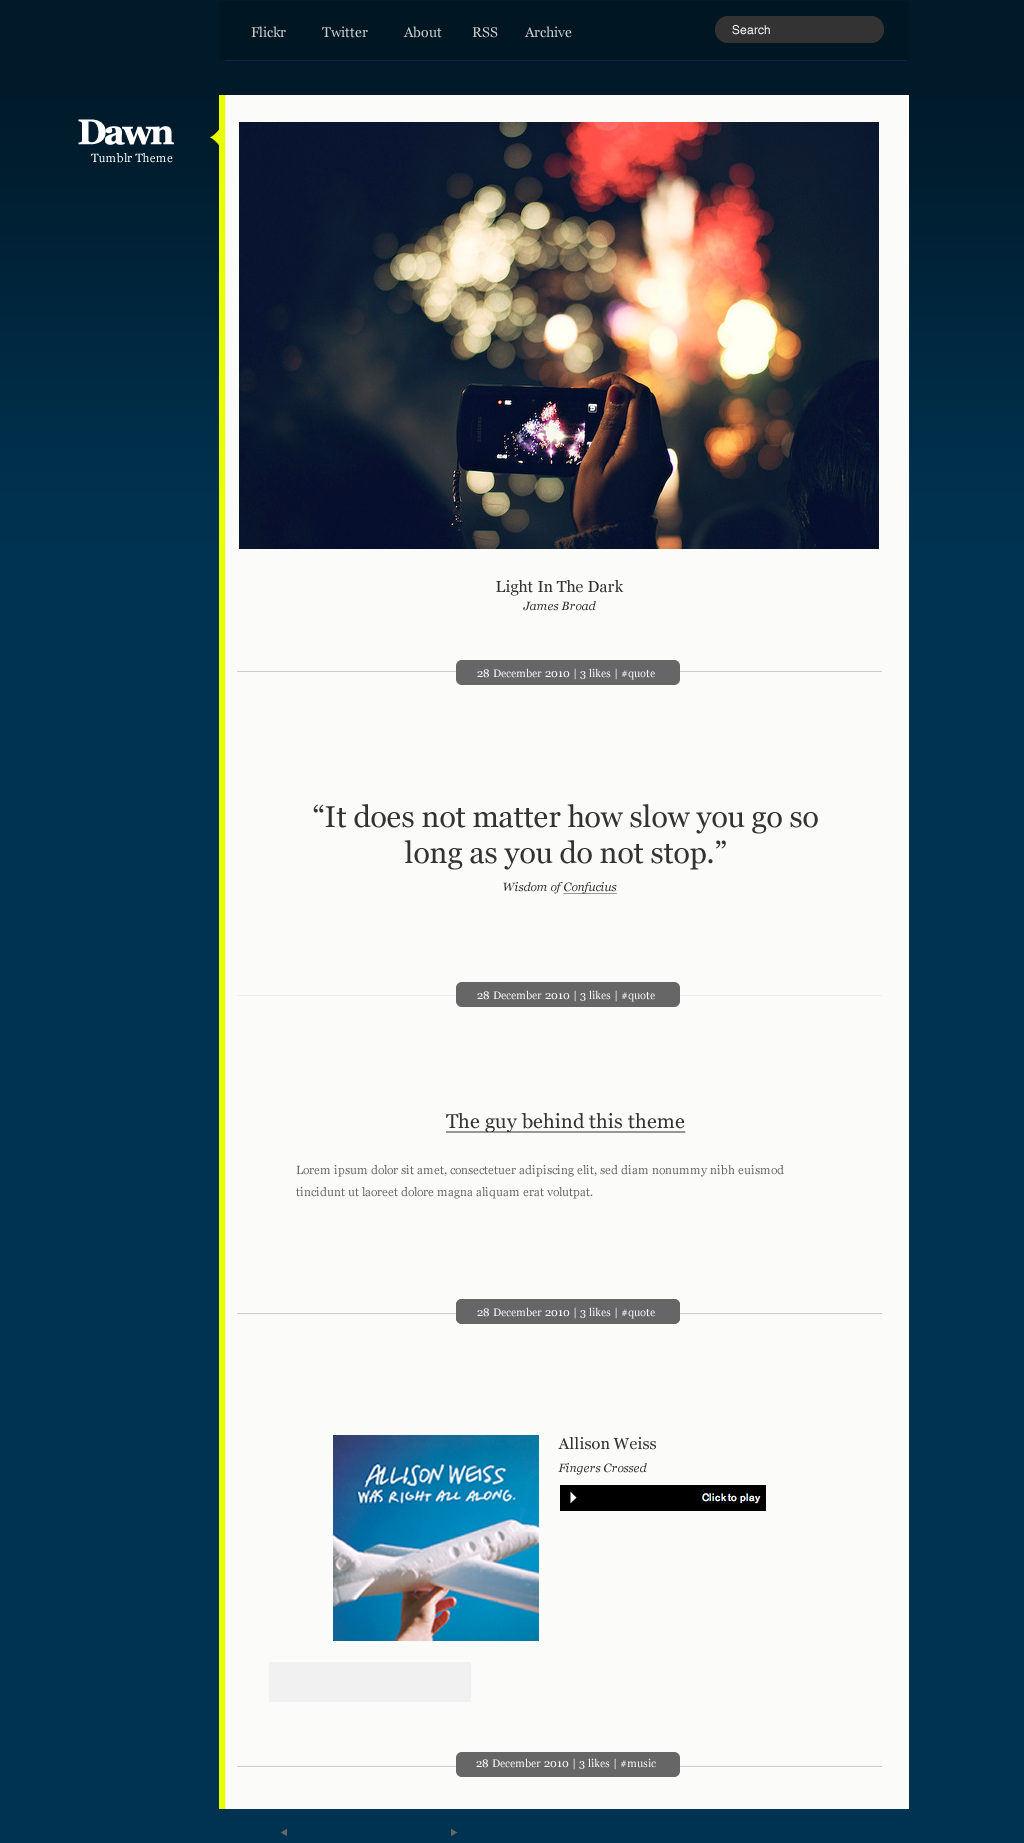 Flickr Twitter About RSS Archive Search
Dawn
Tumblr Theme
Light In The Dark
James Broad
28 December 2010 | 3 likes | #quote
“It does not matter how slow you go so
long as you do not stop.”
Wisdom of Confucius
28 December 2010 | 3 likes | #quote
The guy behind this theme
Lorem ipsum dolor sit amet, consectetuer adipiscing elit, sed diam nonummy nibh euismod
tincidunt ut laoreet dolore magna aliquam erat volutpat.
28 December 2010 | 3 likes | #quote
ALLISON WEISS
WAS RIGHT ALL ALONG.
Allison Weiss
Fingers Crossed
Click to play
28 December 2010 | 3 likes | #music